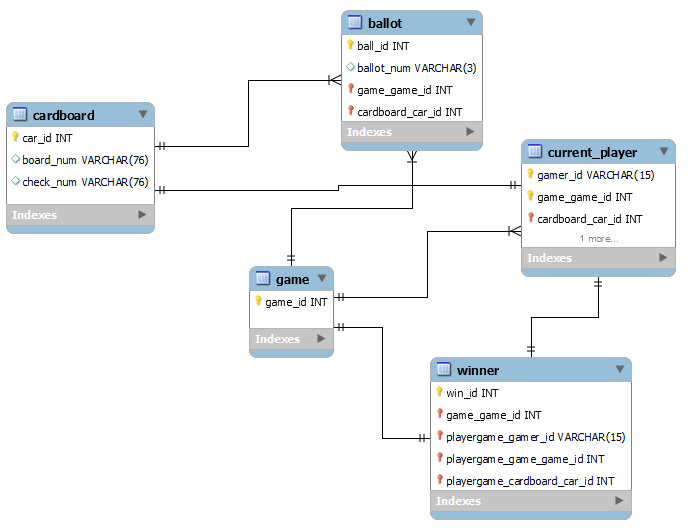 ballot
ball_id INT
ballot_num VARCHAR(3)
game_game_id INT
cardboard_car_id INT
Indexes
cardboard
car_id INT
board_num VARCHAR(76)
check_num VARCHAR(76)
Indexes
current_player
gamer_id VARCHAR(15)
game_game_id INT
cardboard_car_id INT
1 more...
Indexes
game
game_id INT
Indexes
winner
win_id INT
game_game_id INT
playergame_gamer_id VARCHAR(15)
playergame_game_game_id INT
playergame_cardboard_car_id INT
Indexes